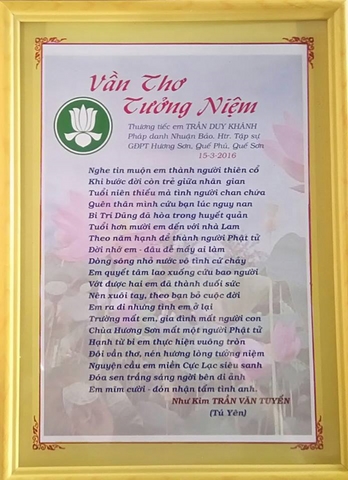 Vần Thơ
Tưởng Niệm
Thương tiếc em TRẦN DUY KHÁNH
Pháp danh Nhuận Bảo. Htr. Tập sự
GĐPT Hương Sơn, Quế Phú, Quế Sơn
15-3-2016
Nghe tin muộn em thành người thiên cổ
Khi bước đời còn trẻ giữa nhân gian
Tuổi niên thiếu mà tình người chan chứa
Quên thân mình cứu bạn lúc nguy nan
Bi Trí Dũng đã hòa trong huyết quản
Tuổi hơn mười em đến với nhà Lam
Theo năm hạnh để thành người Phật tử
Đời nhớ em - đâu dễ mấy ai làm
Dòng sông nhỏ nước vô tình cứ chảy
Em quyết tâm lao xuống cứu bao người
Vớt được hai em đã thành đuối sức
Nên xuôi tay, theo bạn bỏ cuộc đời
Em ra đi nhưng tình em ở lại
Trường mất em, gia đình mất người con
Chùa Hương Sơn mất một người Phật tử
Hạnh từ bi em thực hiện vuông tròn
Đôi vần thơ, nén hương lòng tưởng niệm
Nguyện cầu em miền Cực Lạc siêu sanh
Đóa sen trắng sáng ngời bên di ảnh
Em mỉm cười - đón nhận tấm tình anh.
Như Kim TRẦN VĂN TUYỂN
(Tú Yên)